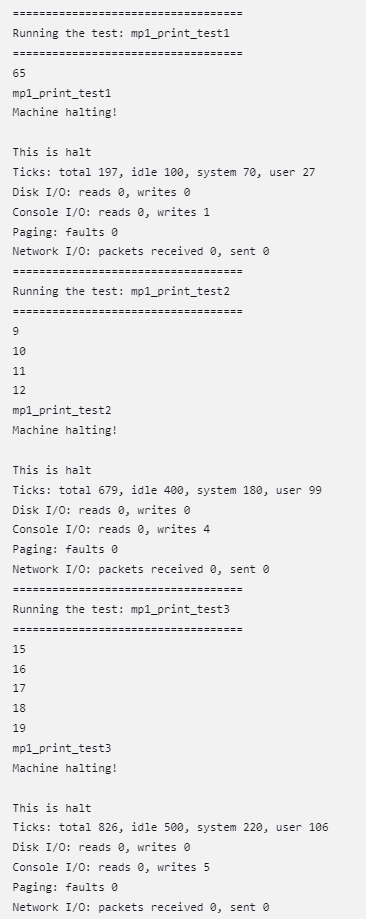 ===================================
Running the test: mp1_print_test1
===================================
65
mp1_print_test1
Machine halting!

This is halt
Ticks: total 197, idle 100, system 70, user 27
Disk I/O: reads 0, writes 0
Console I/O: reads 0, writes 1
Paging: faults 0
Network I/O: packets received 0, sent 0
===================================
Running the test: mp1_print_test2
===================================
9
10
11
12
mp1_print_test2
Machine halting!

This is halt
Ticks: total 679, idle 400, system 180, user 99
Disk I/O: reads 0, writes 0
Console I/O: reads 0, writes 4
Paging: faults 0
Network I/O: packets received 0, sent 0
===================================
Running the test: mp1_print_test3
===================================
15
16
17
18
19
mp1_print_test3
Machine halting!

This is halt
Ticks: total 826, idle 500, system 220, user 106
Disk I/O: reads 0, writes 0
Console I/O: reads 0, writes 5
Paging: faults 0
Network I/O: packets received 0, sent 0